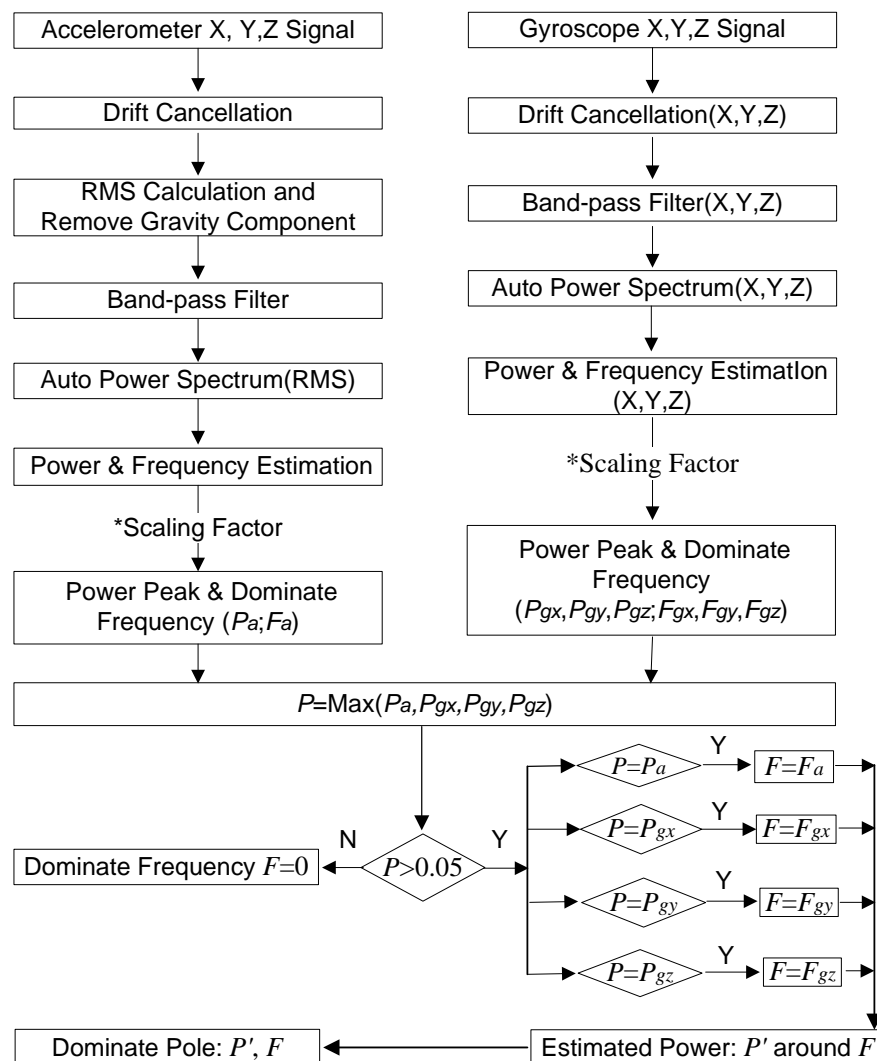 Accelerometer X, Y,Z Signal
Drift Cancellation
RMS Calculation and
Remove Gravity Component
Band-pass Filter
Auto Power Spectrum(RMS)
Power & Frequency Estimation
*Scaling Factor
Power Peak & Dominate
Frequency (Pa;Fa)
Gyroscope X,Y,Z Signal
Drift Cancellation(X,Y,Z)
Band-pass Filter(X,Y,Z)
Auto Power Spectrum(X,Y,Z)
Power & Frequency EstimatIon
(X,Y,Z)
*Scaling Factor
Power Peak & Dominate
Frequency
(Pgx,Pgy,Pgz;Fgx,Fgy,Fgz)
P=Max(Pa,Pgx,Pgy,Pgz)
P>0.05
N
Dominate Frequency F=0
Y
P=Pa
Y
F=Fa
P=Pgx
Y
F=Fgx
P=Pgy
Y
F=Fgy
P=Pgz
Y
F=Fgz
Estimated Power: P' around F
Dominate Pole: P', F